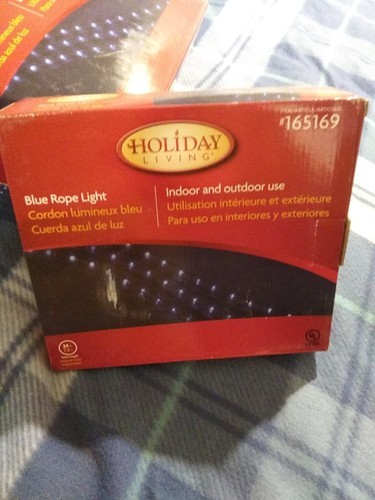 #165169
HOLIDAY
LIVING
Blue Rope Light
Cordon lumineux bleu
Cuerda azul de luz
Indoor and outdoor use
Utilisation intérieure et extérieure
Para uso en interiores y exteriores
UL